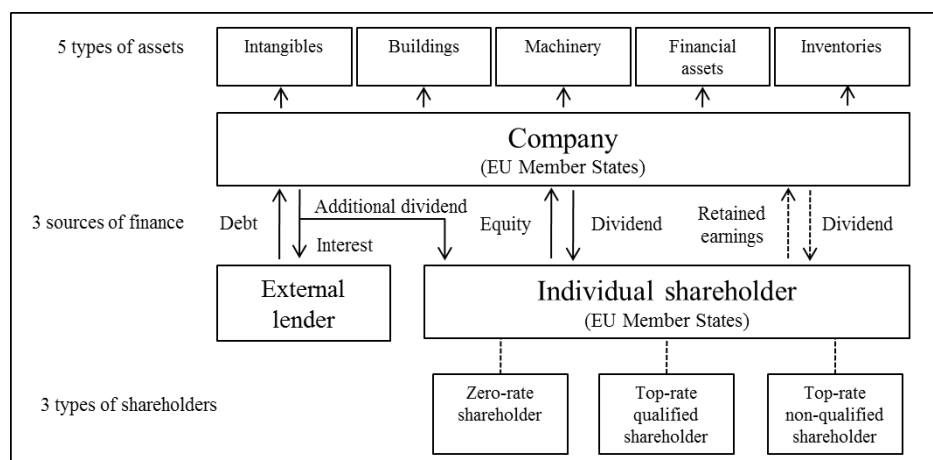 5 types of assets
Intangibles
Buildings
Machinery
Financial
assets
Inventories
Company
(EU Member States)
3 sources of finance
Debt
Additional dividend
Interest
Equity
Dividend
Retained
earnings
Dividend
External
lender
Individual shareholder
(EU Member States)
3 types of shareholders
Zero-rate
shareholder
Top-rate
qualified
shareholder
Top-rate
non-qualified
shareholder